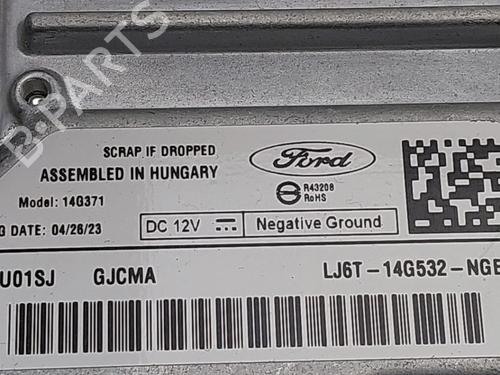 B-PARTS
SCRAP IF DROPPED
ASSEMBLED IN HUNGARY
Ford
R43208
RoHS
Model: 14G371
G DATE: 04/26/23
DC 12V
Negative Ground
U01SJ GJCMA
LJ6T-14G532-NGE